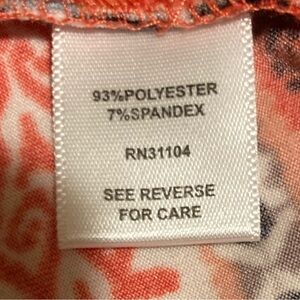 93%POLYESTER
7%SPANDEX
RN31104
SEE REVERSE
FOR CARE